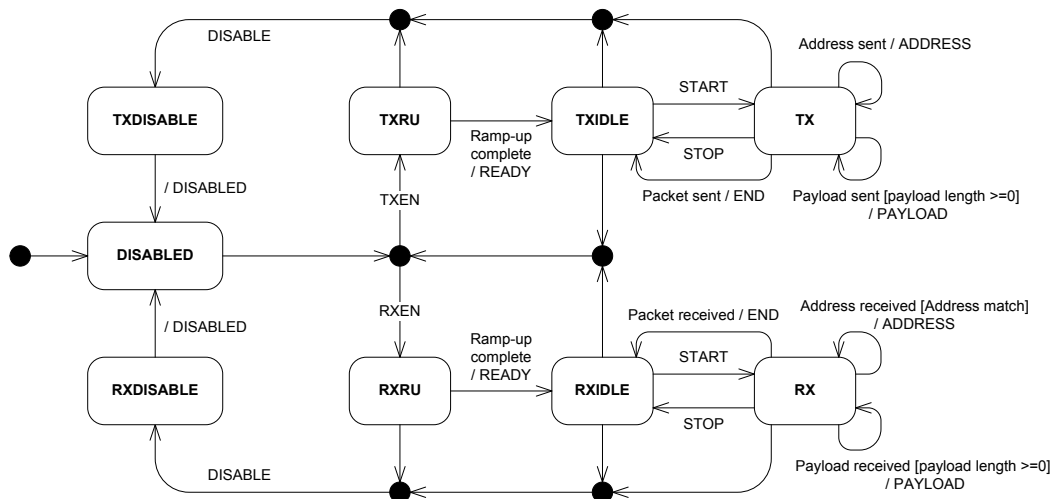 DISABLE
Address sent / ADDRESS
START
TXDISABLE
TXRU
TXIDLE
TX
Ramp-up
complete
/ READY
STOP
/ DISABLED
TXEN
Packet sent / END
Payload sent [payload length >=0]
/ PAYLOAD
DISABLED
RXEN
Packet received / END
Address received [Address match]
/ ADDRESS
/ DISABLED
Ramp-up
complete
/ READY
START
RXDISABLE
RXRU
RXIDLE
RX
STOP
DISABLE
Payload received [payload length >=0]
/ PAYLOAD